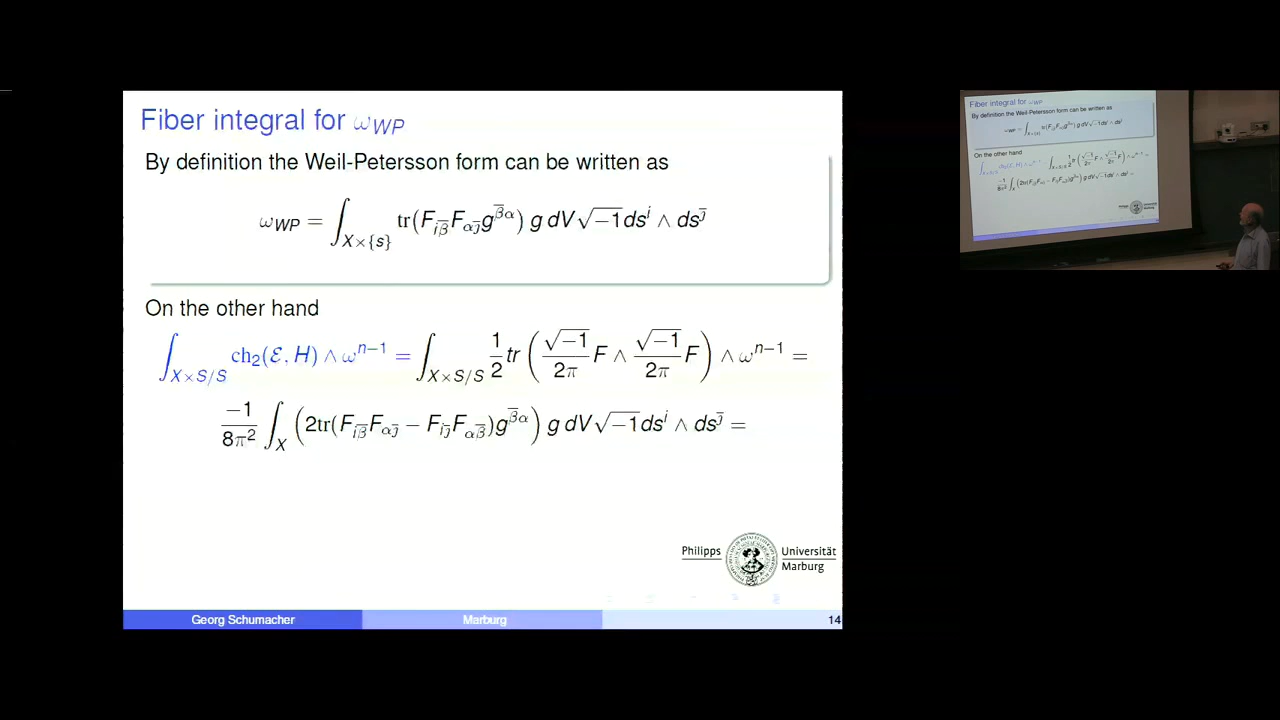 Fiber integral for ω_WP
By definition the Weil-Petersson form can be written as
ω_WP = ∫_{X×{s}} tr(F_{iβ̄} F_{αȷ̄} g^{β̄α}) g dV √−1 ds^i ∧ ds^ȷ̄
On the other hand
∫_{X×S/S} ch₂(ℰ, H) ∧ ω^{n−1} = ∫_{X×S/S} 1/2 tr (√−1/2π F ∧ √−1/2π F) ∧ ω^{n−1} =
−1/8π² ∫_X (2tr(F_{iβ̄} F_{αȷ̄} − F_{iȷ̄} F_{αβ̄})g^{β̄α}) g dV √−1 ds^i ∧ ds^ȷ̄ =
Philipps Universität
Marburg
Georg Schumacher Marburg 14